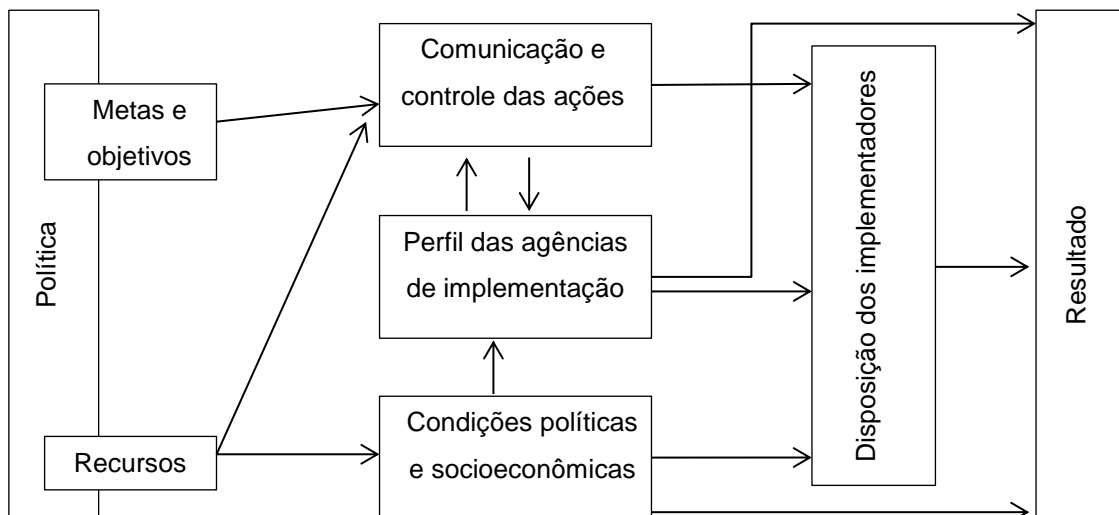 Política
Metas e
objetivos
Recursos
Comunicação e
controle das ações
Perfil das agências
de implementação
Condições políticas
e socioeconômicas
Disposição dos implementadores
Resultado